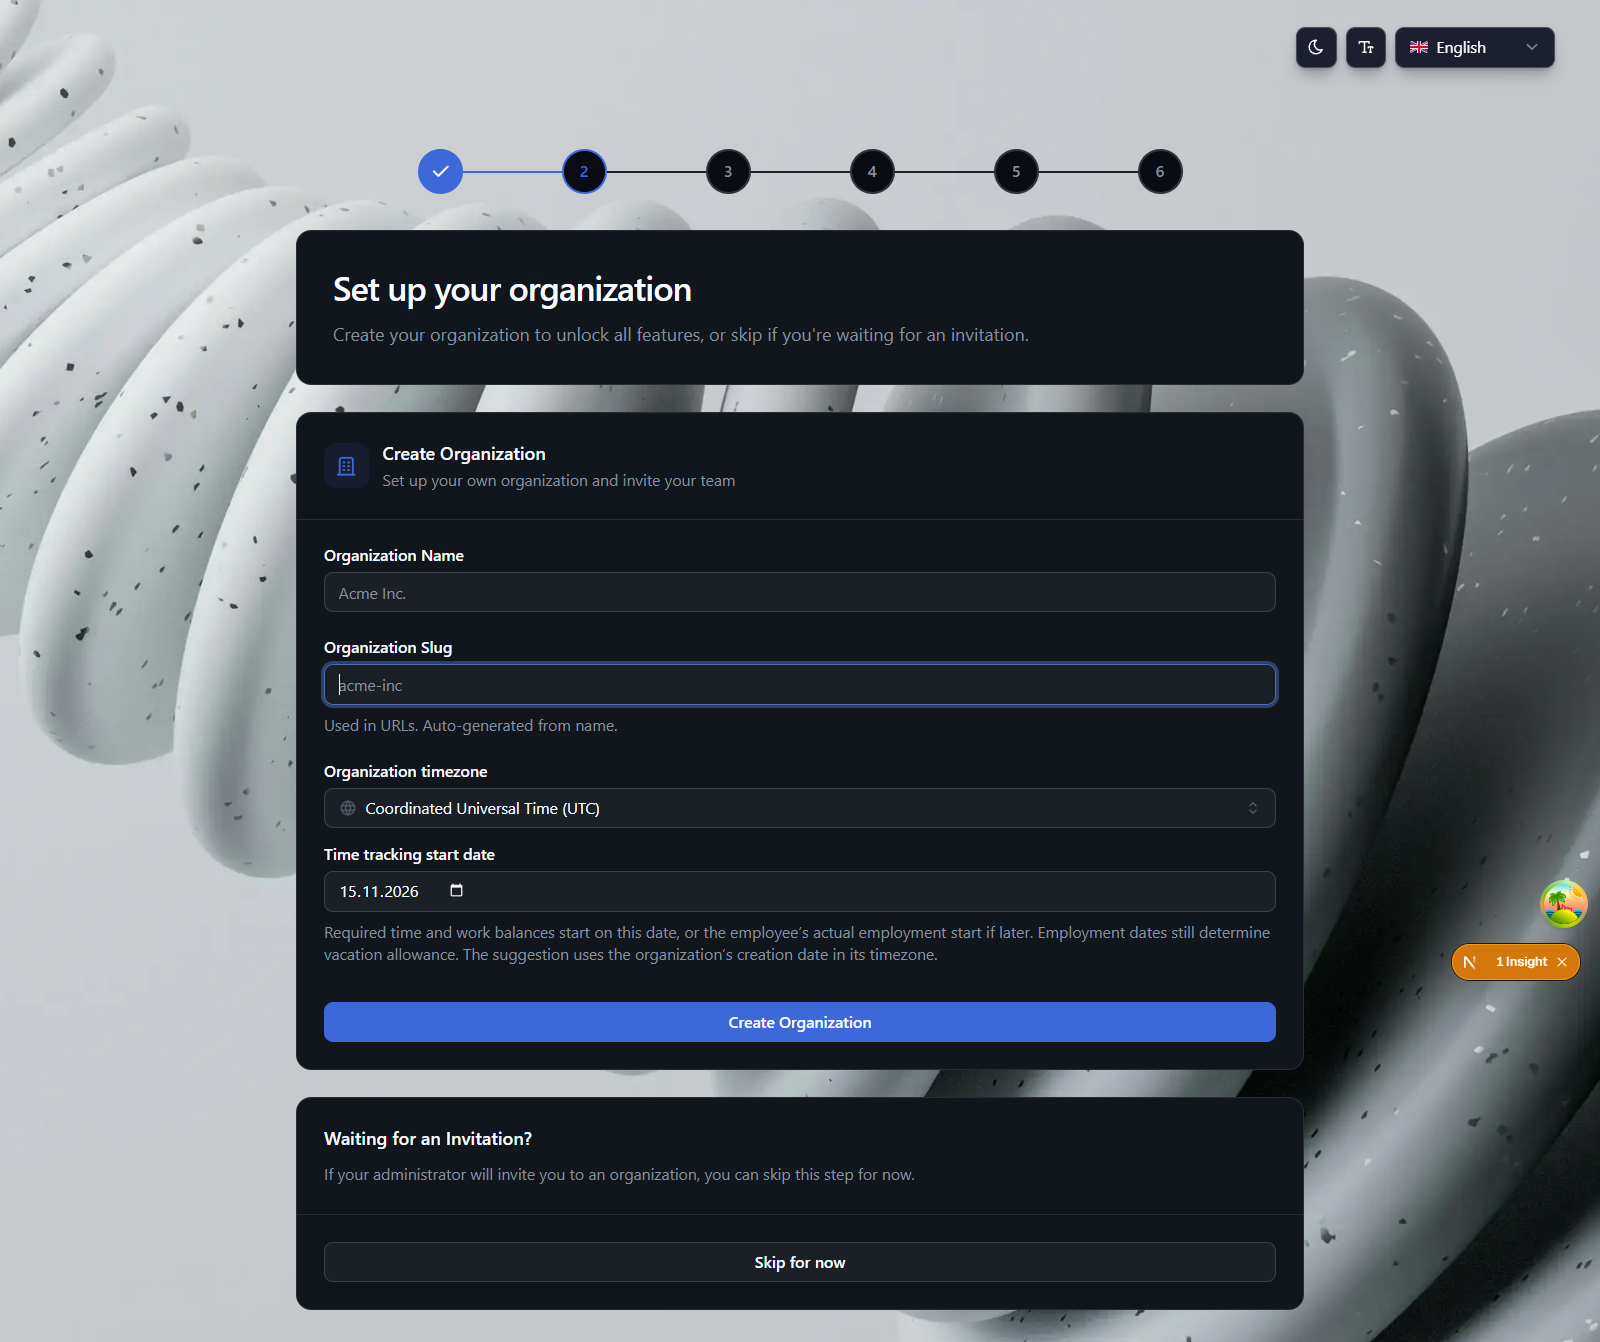 English
2
3
4
5
6
Set up your organization
Create your organization to unlock all features, or skip if you're waiting for an invitation.
Create Organization
Set up your own organization and invite your team
Organization Name
Acme Inc.
Organization Slug
acme-inc
Used in URLs. Auto-generated from name.
Organization timezone
Coordinated Universal Time (UTC)
Time tracking start date
15.11.2026
Required time and work balances start on this date, or the employee’s actual employment start if later. Employment dates still determine
vacation allowance. The suggestion uses the organization’s creation date in its timezone.
1 Insight
Create Organization
Waiting for an Invitation?
If your administrator will invite you to an organization, you can skip this step for now.
Skip for now